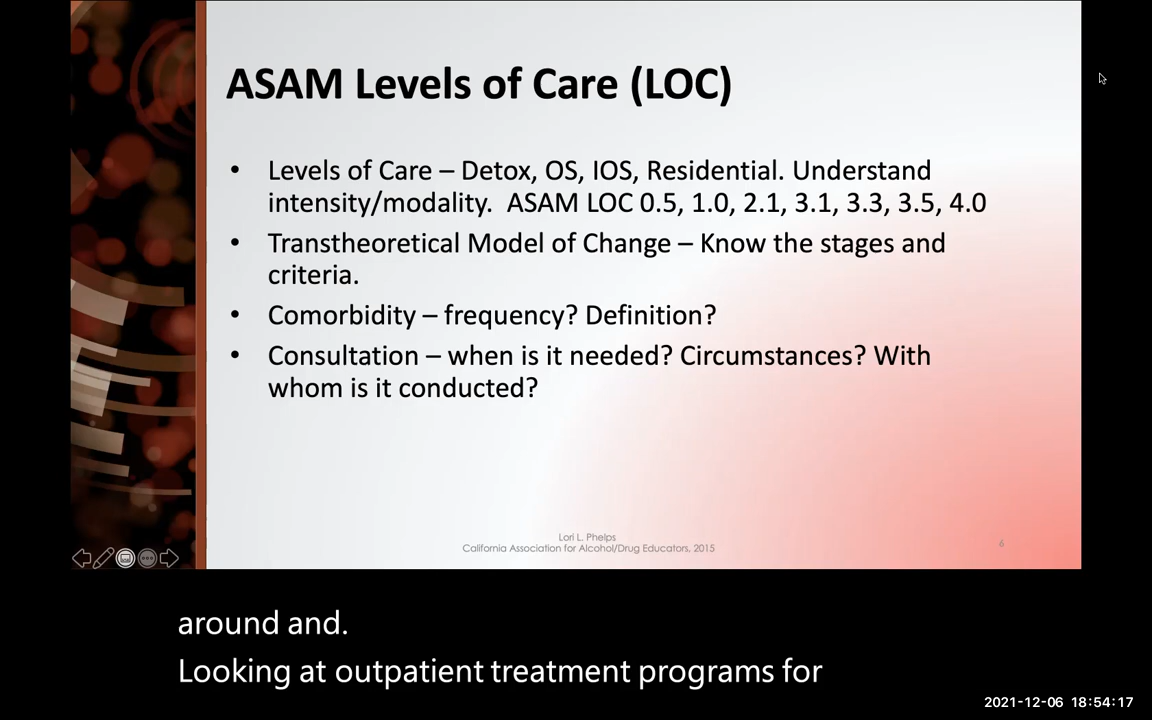 ASAM Levels of Care (LOC)
• Levels of Care – Detox, OS, IOS, Residential. Understand
intensity/modality.  ASAM LOC 0.5, 1.0, 2.1, 3.1, 3.3, 3.5, 4.0
• Transtheoretical Model of Change – Know the stages and
criteria.
• Comorbidity – frequency? Definition?
• Consultation – when is it needed? Circumstances? With
whom is it conducted?
Lori L. Phelps
California Association for Alcohol/Drug Educators, 2015
6
around and.
Looking at outpatient treatment programs for
2021-12-06 18:54:17